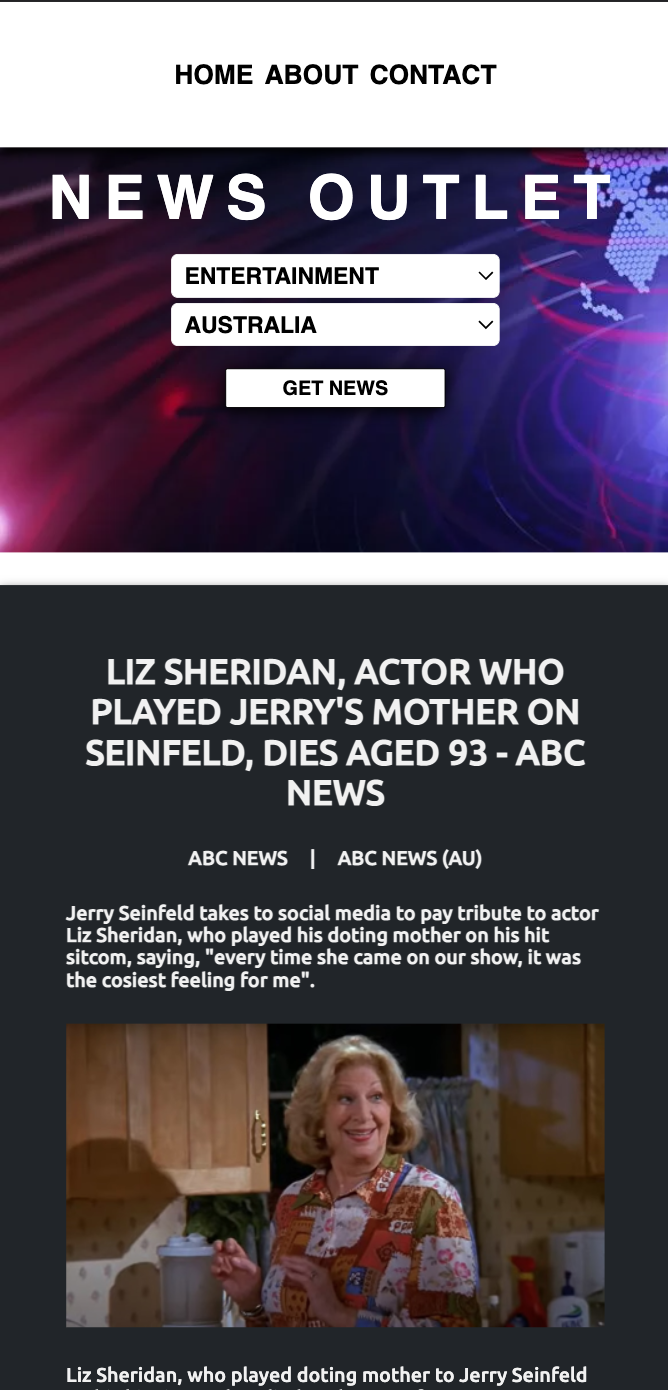 HOME ABOUT CONTACT
NEWS OUTLET
ENTERTAINMENT
AUSTRALIA
GET NEWS
LIZ SHERIDAN, ACTOR WHO
PLAYED JERRY'S MOTHER ON
SEINFELD, DIES AGED 93 - ABC
NEWS
ABC NEWS | ABC NEWS (AU)
Jerry Seinfeld takes to social media to pay tribute to actor
Liz Sheridan, who played his doting mother on his hit
sitcom, saying, "every time she came on our show, it was
the cosiest feeling for me".
Liz Sheridan, who played doting mother to Jerry Seinfeld